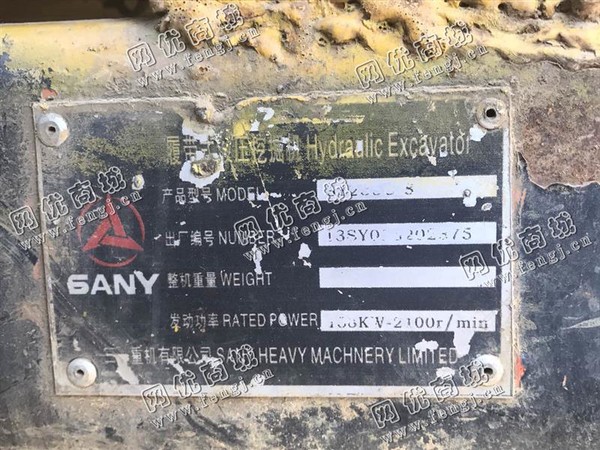 履带式液压挖掘机 Hydraulic Excavator
产品型号 MODEL
出厂编号 NUMBER
整机重量 WEIGHT
发动功率 RATED POWER -2100r/min
SANY
重机有限公司 SANY HEAVY MACHINERY LIMITED
网优商城
www.fengj.cn